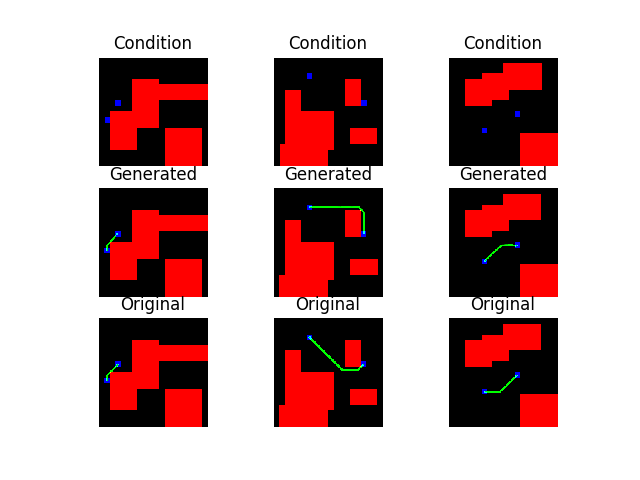 Condition
Condition
Condition
Generated
Generated
Generated
Original
Original
Original